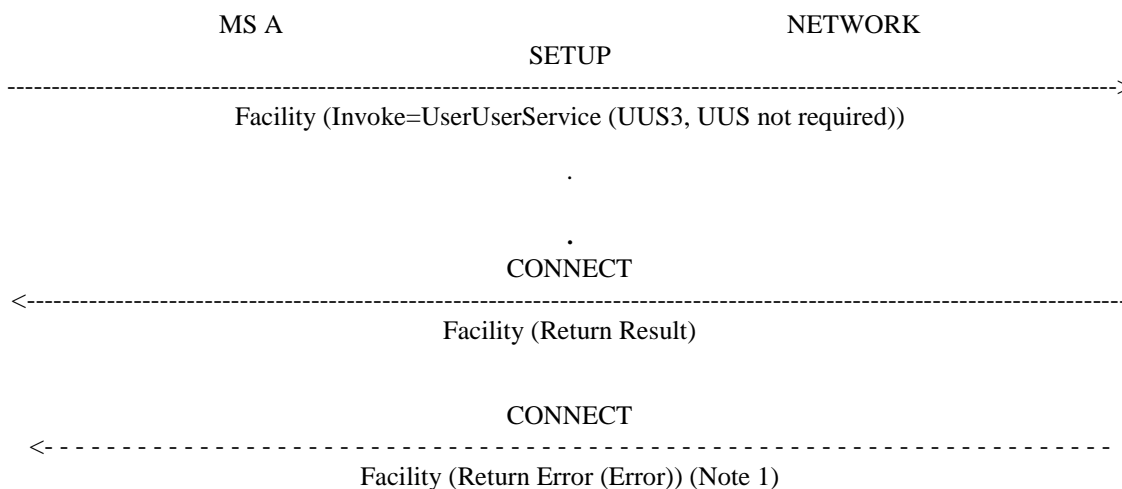 MS A NETWORK
SETUP
------------------------------------------------------------------------------------------------------------------------>
Facility (Invoke=UserUserService (UUS3, UUS not required))
.
.
CONNECT
<------------------------------------------------------------------------------------------------------------------------
Facility (Return Result)
CONNECT
<- - - - - - - - - - - - - - - - - - - - - - - - - - - - - - - - - - - - - - - - - - - - - - - - - - -
Facility (Return Error (Error)) (Note 1)